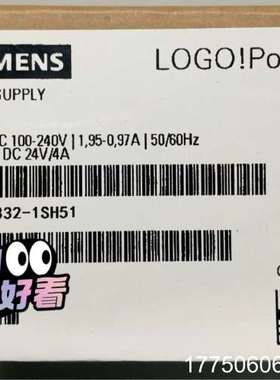 MENS
LOGO!Po
SUPPLY
C 100-240V | 1,95-0,97A | 50/60Hz
DC 24V/4A
332-1SH51
好看
17750606